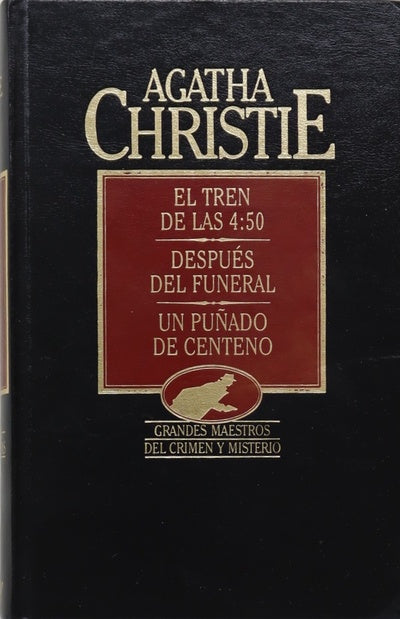 AGATHA
CHRISTIE
EL TREN
DE LAS 4:50
DESPUÉS
DEL FUNERAL
UN PUÑADO
DE CENTENO
GRANDES MAESTROS
DEL CRIMEN Y MISTERIO